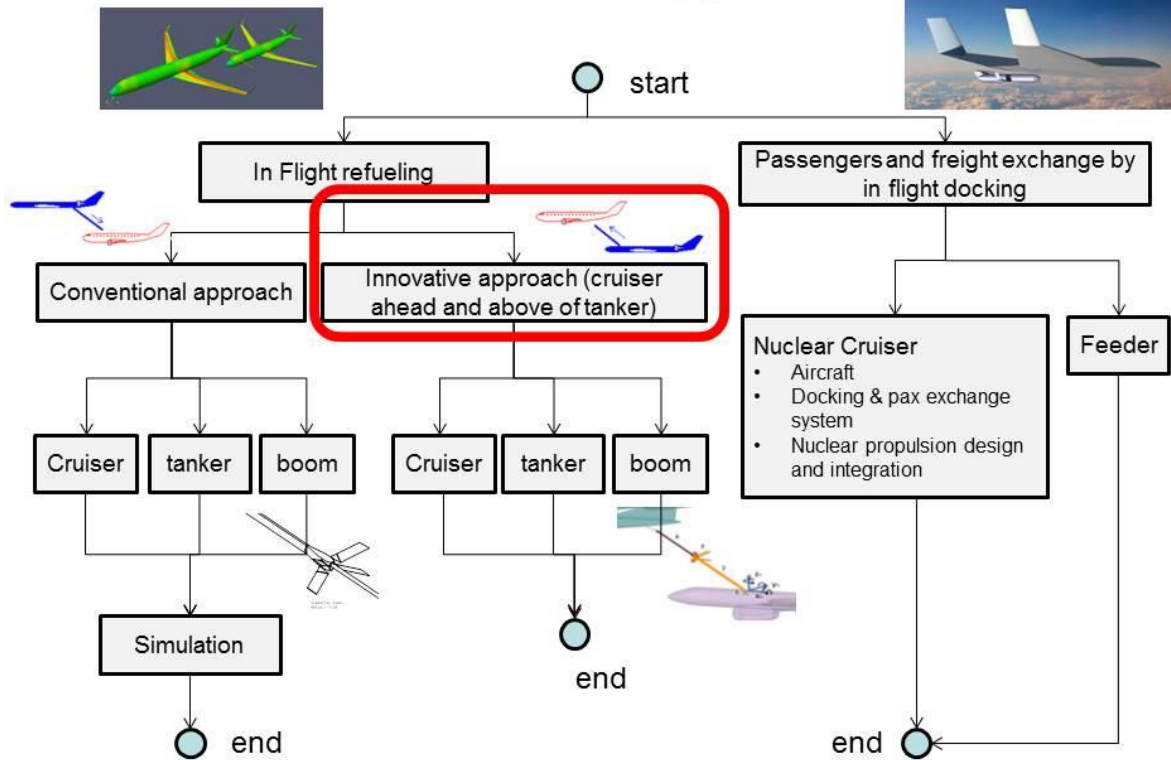 start
In Flight refueling
Passengers and freight exchange by
in flight docking
Conventional approach
Innovative approach (cruiser
ahead and above of tanker)
Nuclear Cruiser
• Aircraft
• Docking & pax exchange
system
• Nuclear propulsion design
and integration
Feeder
Cruiser
tanker
boom
Cruiser
tanker
boom
Simulation
end
end
end